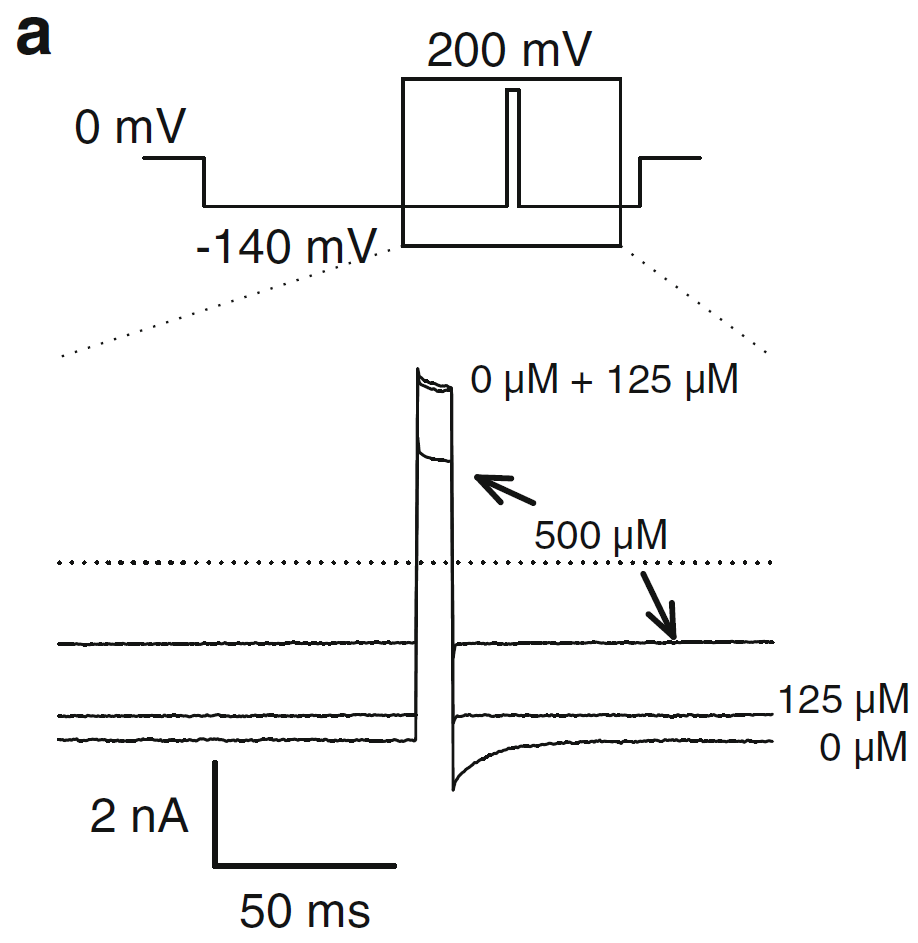 a
200 mV
0 mV
-140 mV
0 µM + 125 µM
500 µM
125 µM
0 µM
2 nA
50 ms